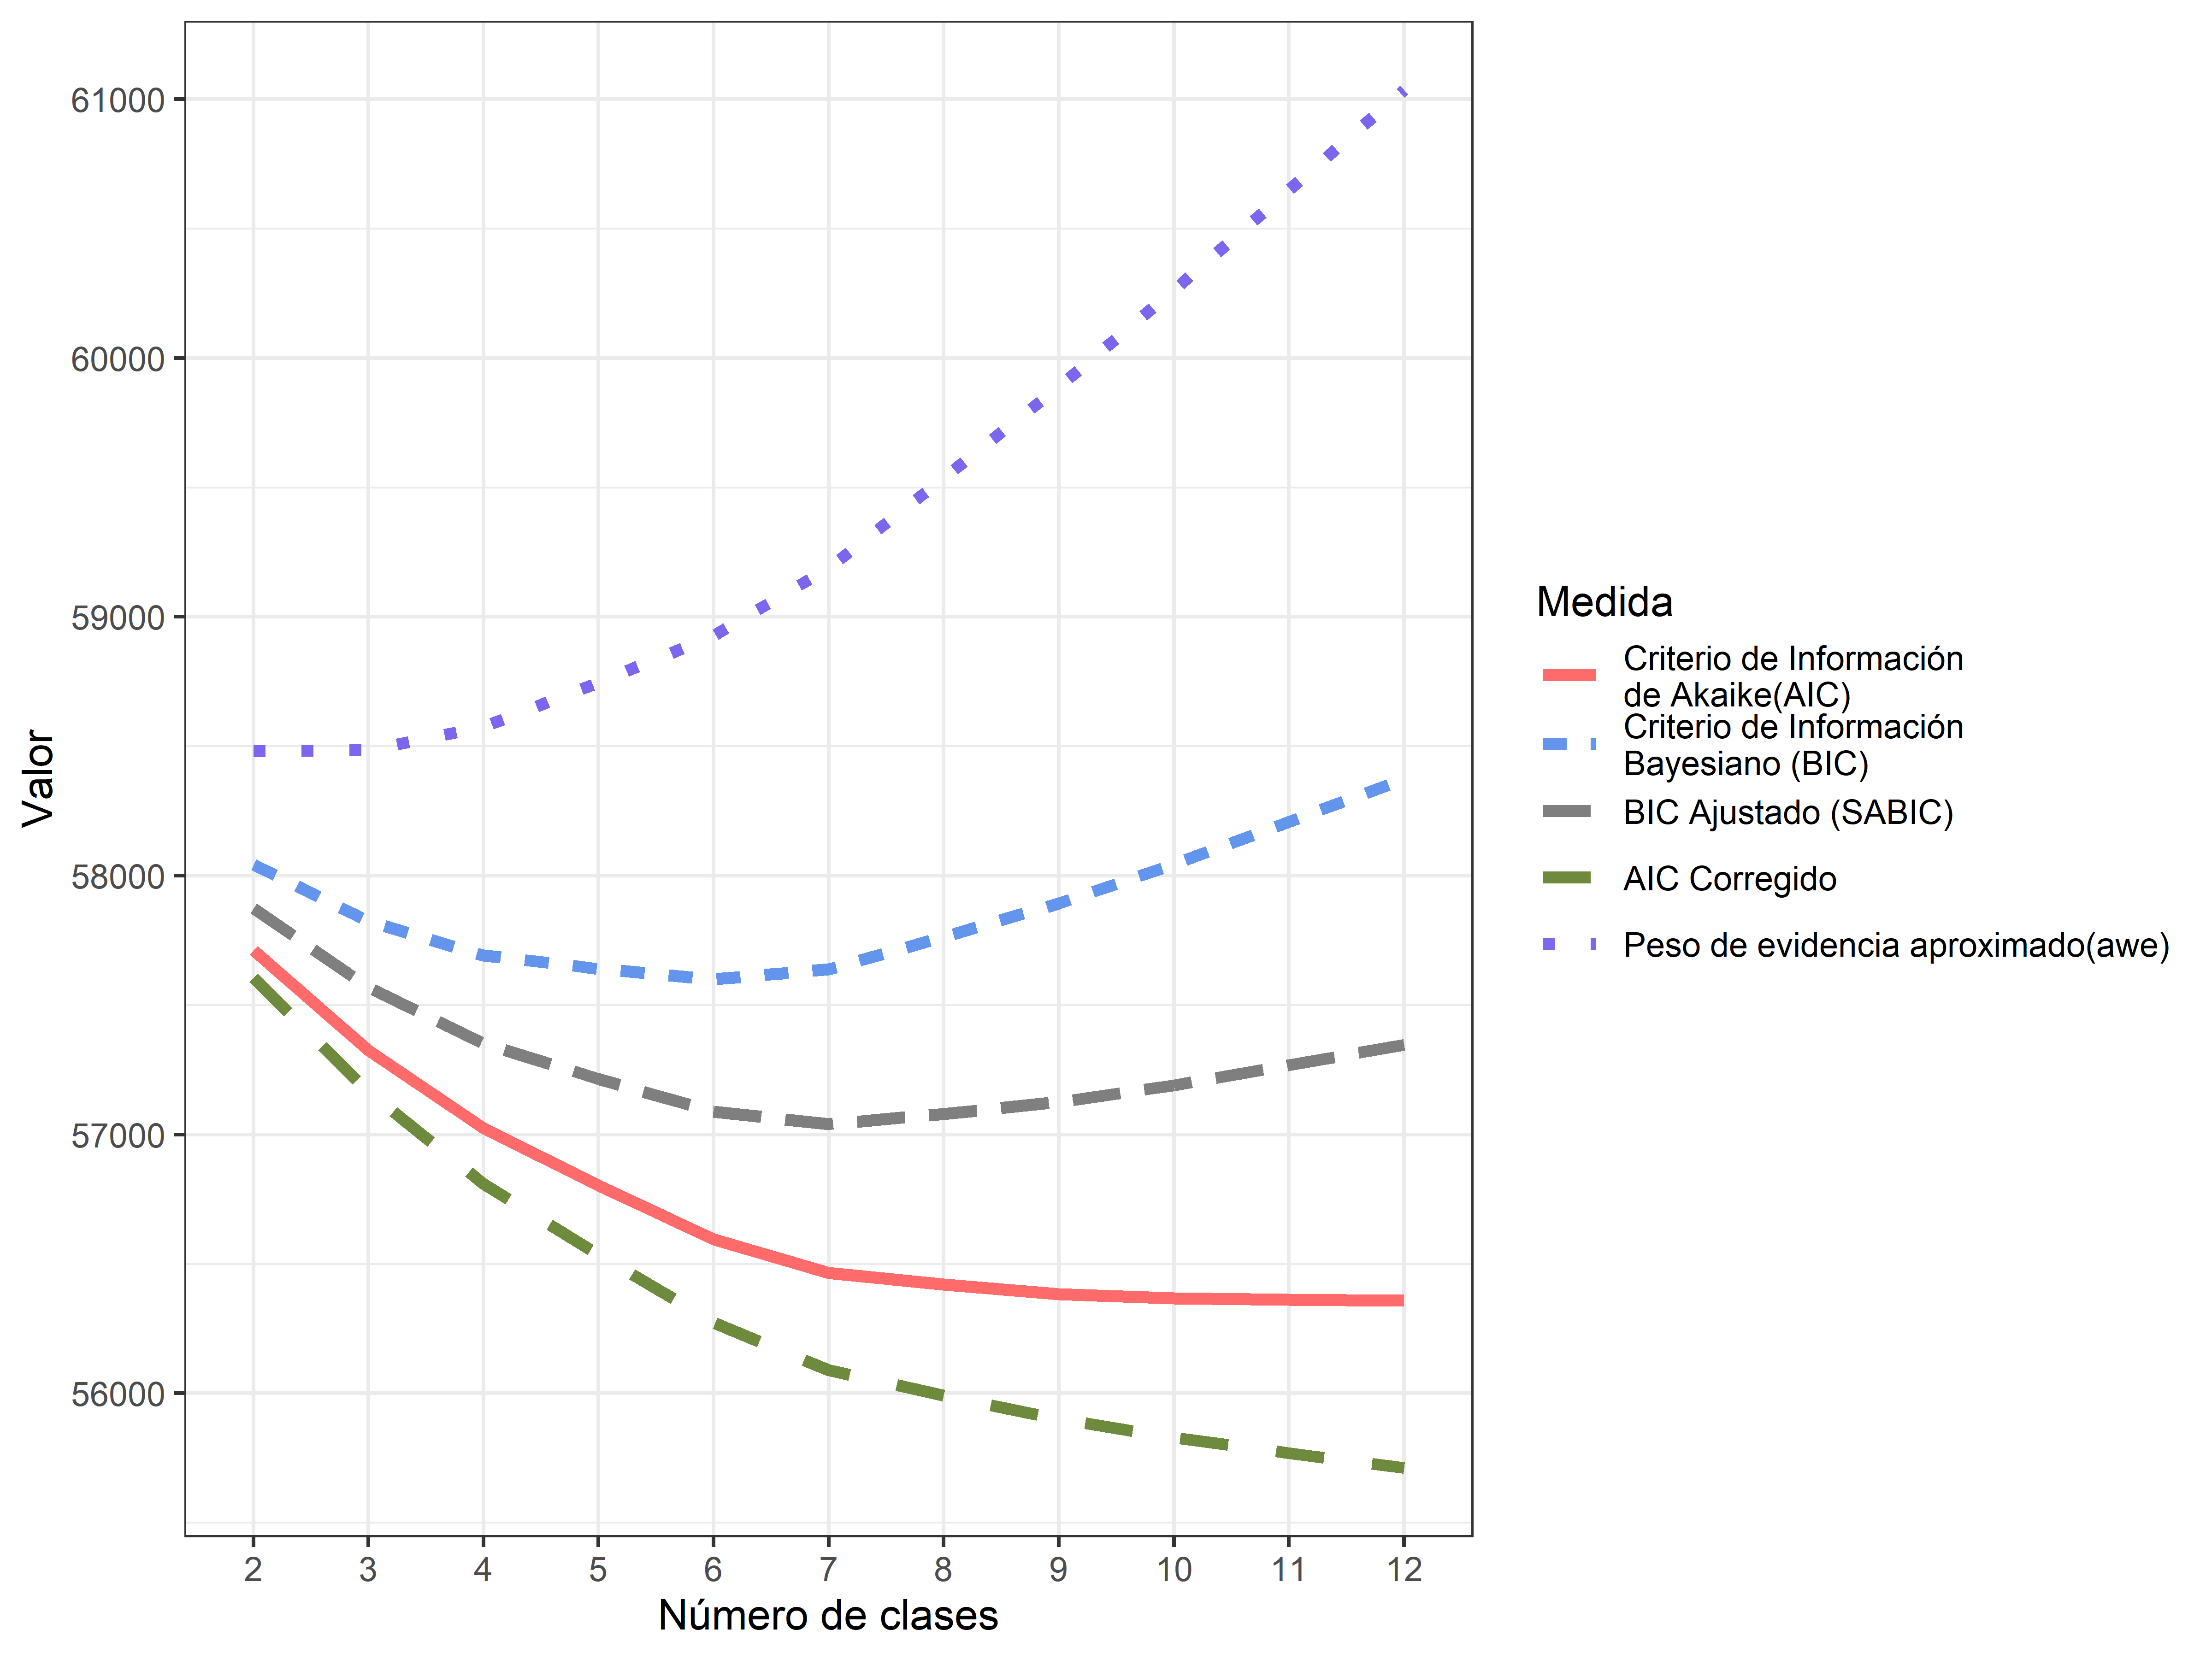 61000
60000
59000
58000
57000
56000
Valor
2 3 4 5 6 7 8 9 10 11 12
Número de clases
Medida
Criterio de Información
de Akaike(AIC)
Criterio de Información
Bayesiano (BIC)
BIC Ajustado (SABIC)
AIC Corregido
Peso de evidencia aproximado(awe)